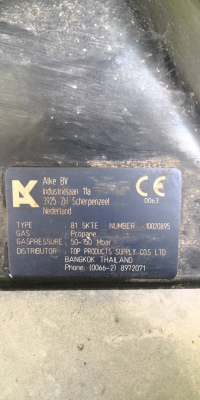 Alke BV
Industrielaan 11a
3925 ZH Scherpenzeel
Nederland
CE
0063
TYPE : 81 SKTE NUMBER : 10020895
GAS : Propane
GASPRESSURE : 50-150 Mbar
DISTRIBUTOR : TOP PRODUCTS SUPPLY CO.S LTD
BANGKOK THAILAND
Phone: (0066-2) 8972071